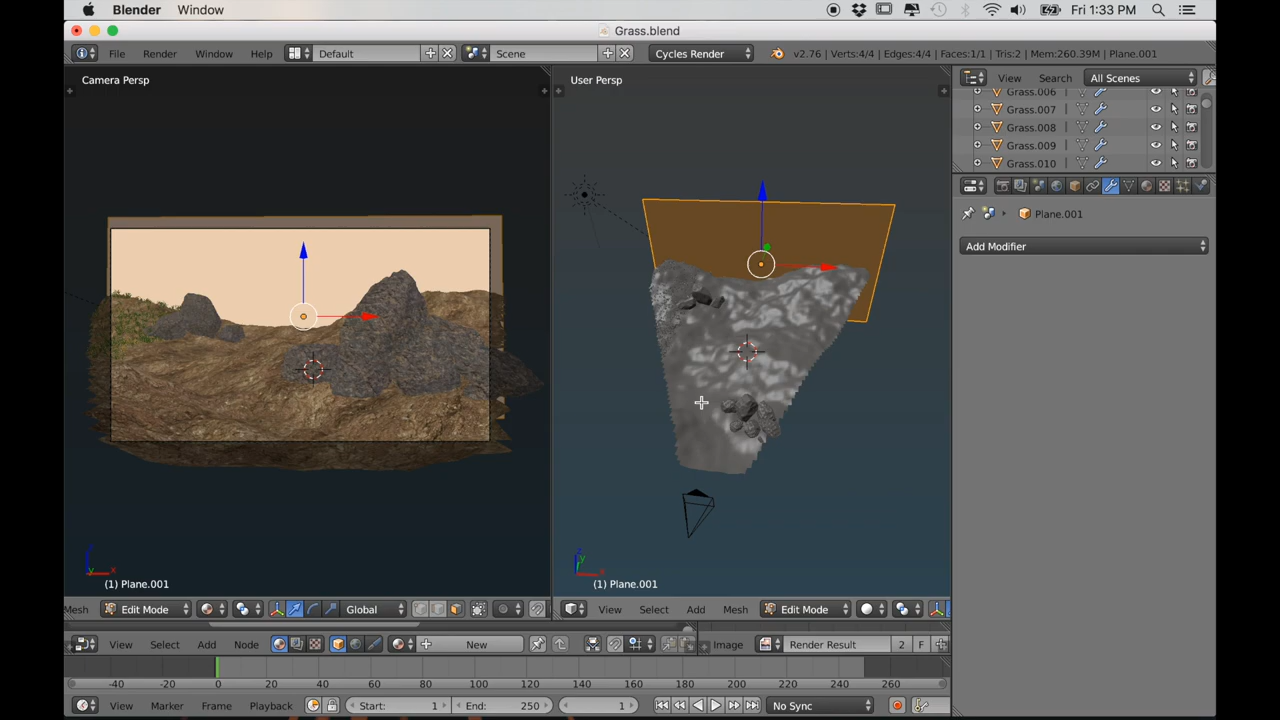 Blender Window Fri 1:33 PM
Grass.blend
File Render Window Help Default Scene Cycles Render v2.76 | Verts:4/4 | Edges:4/4 | Faces:1/1 | Tris:2 | Mem:260.39M | Plane.001
Camera Persp
User Persp
View Search All Scenes
Grass.006
Grass.007
Grass.008
Grass.009
Grass.010
Plane.001
Add Modifier
(1) Plane.001
(1) Plane.001
Mesh Edit Mode Global
View Select Add Mesh Edit Mode
View Select Add Node New
Image Render Result 2 F
-40 -20 0 20 40 60 80 100 120 140 160 180 200 220 240 260
View Marker Frame Playback Start: 1 End: 250 1 No Sync